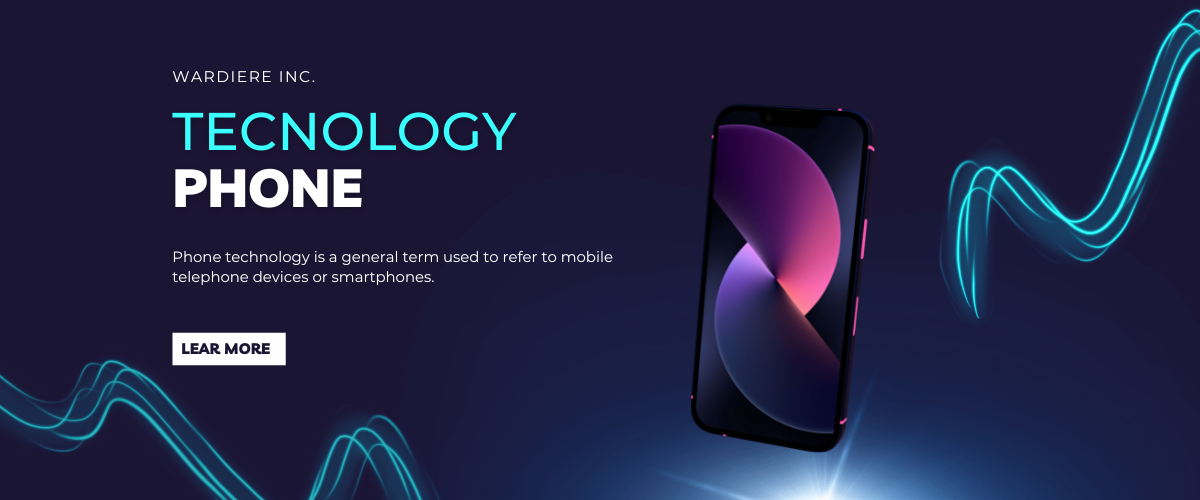 WARDIERE INC.
TECNOLOGY
PHONE
Phone technology is a general term used to refer to mobile
telephone devices or smartphones.
LEAR MORE